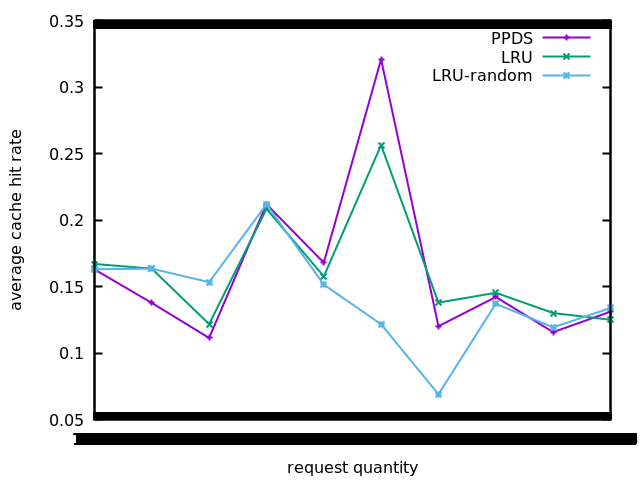 0.35
PPDS
LRU
LRU-random
0.3
0.25
0.2
0.15
0.1
0.05
average cache hit rate
request quantity